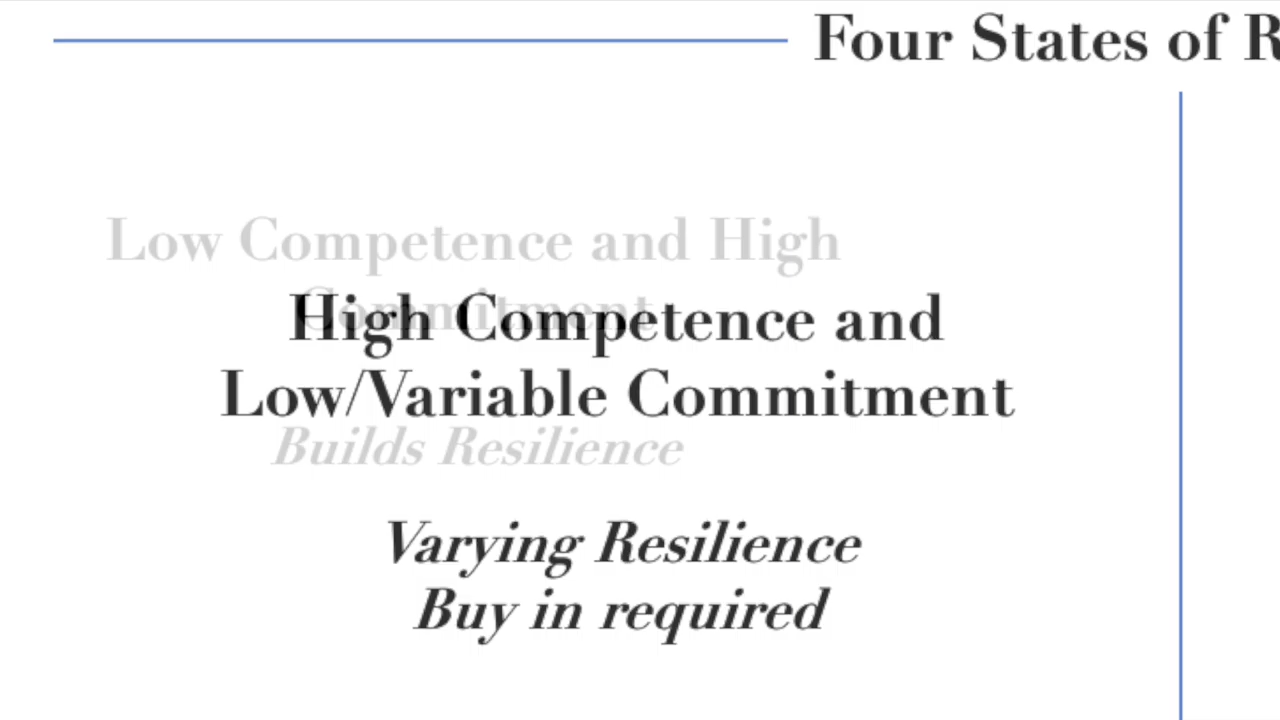 Four States of R
Low Competence and High
Commitment
High Competence and
Low/Variable Commitment
Builds Resilience
Varying Resilience
Buy in required